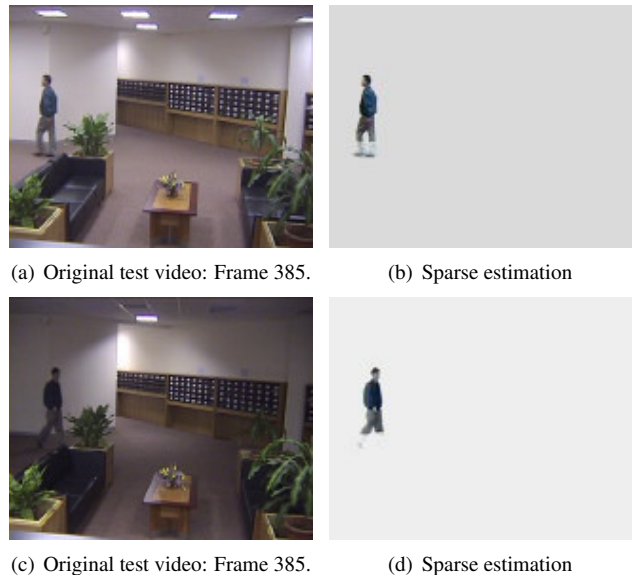 (a) Original test video: Frame 385.
(b) Sparse estimation
(c) Original test video: Frame 385.
(d) Sparse estimation